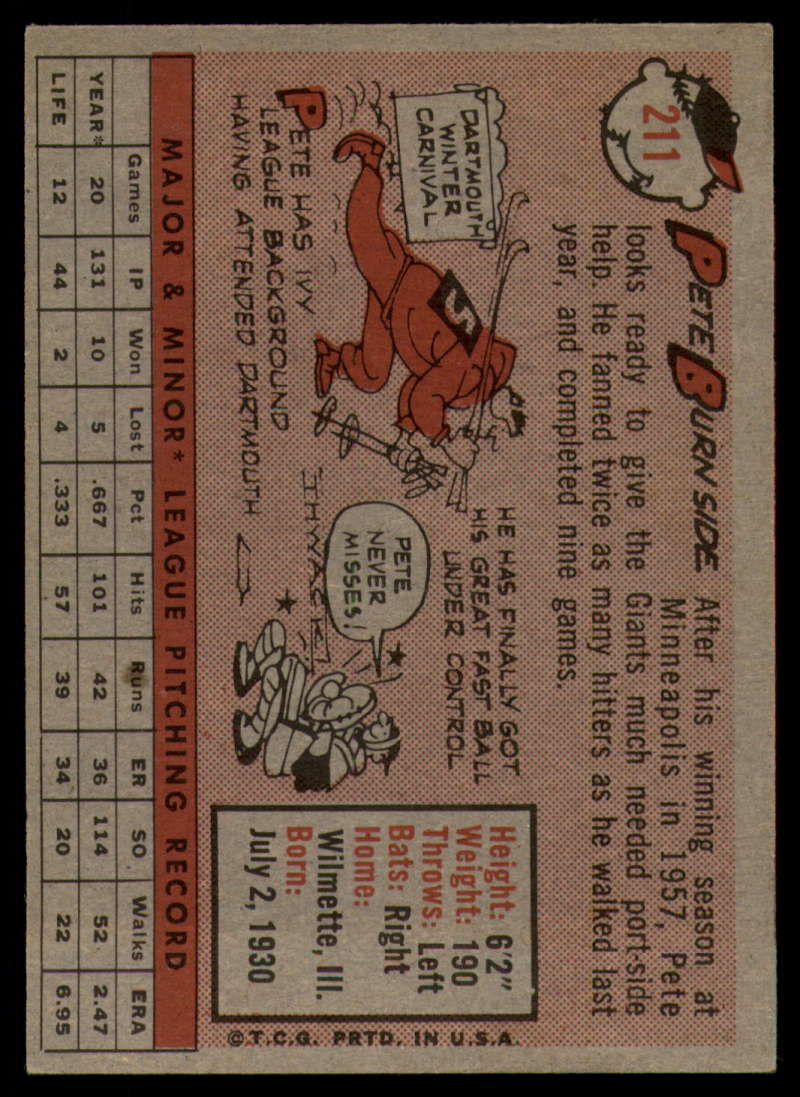 211
PETE BURNSIDE
After his winning season at
Minneapolis in 1957, Pete
looks ready to give the Giants much needed port-side
help. He fanned twice as many hitters as he walked last
year, and completed nine games.
DARTMOUTH
WINTER
CARNIVAL
PETE HAS IVY
LEAGUE BACKGROUND
HAVING ATTENDED DARTMOUTH
HE HAS FINALLY GOT
HIS GREAT FAST BALL
UNDER CONTROL
PETE
NEVER
MISSES!
THWACK!
Height: 6'2"
Weight: 190
Throws: Left
Bats: Right
Home:
Wilmette, Ill.
Born:
July 2, 1930
©T.C.G. PRTD. IN U.S.A.
MAJOR & MINOR* LEAGUE PITCHING RECORD
Games IP Won Lost Pct Hits Runs ER SO Walks ERA
YEAR* 20 131 10 5 .667 101 42 36 114 52 2.47
LIFE 12 44 2 4 .333 57 39 34 20 22 6.95